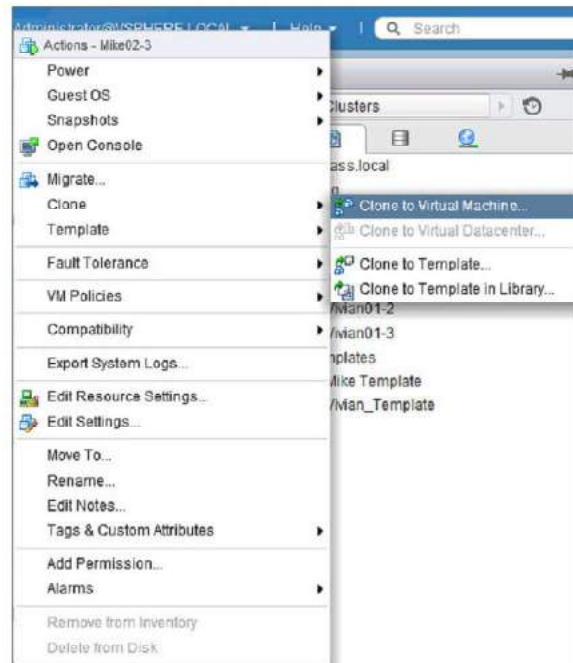 Administrator@VSPHERE.LOCAL Help Search
Actions - Mike02-3
Power
Guest OS
Snapshots
Open Console
Migrate...
Clone
Template
Fault Tolerance
VM Policies
Compatibility
Export System Logs...
Edit Resource Settings...
Edit Settings...
Move To...
Rename...
Edit Notes...
Tags & Custom Attributes
Add Permission...
Alarms
Remove from Inventory
Delete from Disk
Clone to Virtual Machine...
Clone to Virtual Datacenter...
Clone to Template...
Clone to Template in Library...
Clusters
ass.local
Vivian01-2
Vivian01-3
mplates
Mike Template
Vivian_Template